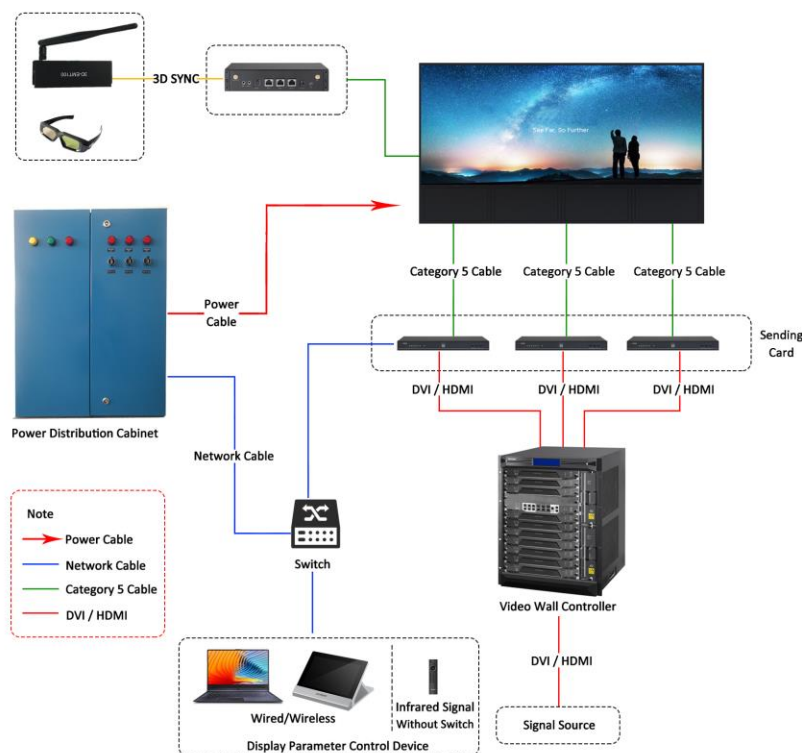 3D-EMT100
3D SYNC
See Far, Go Further
Category 5 Cable
Category 5 Cable
Category 5 Cable
Power
Cable
Sending
Card
DVI / HDMI
DVI / HDMI
DVI / HDMI
Power Distribution Cabinet
Network Cable
Note
Power Cable
Network Cable
Category 5 Cable
DVI / HDMI
Switch
Video Wall Controller
DVI / HDMI
Infrared Signal
Wired/Wireless
Without Switch
Signal Source
Display Parameter Control Device